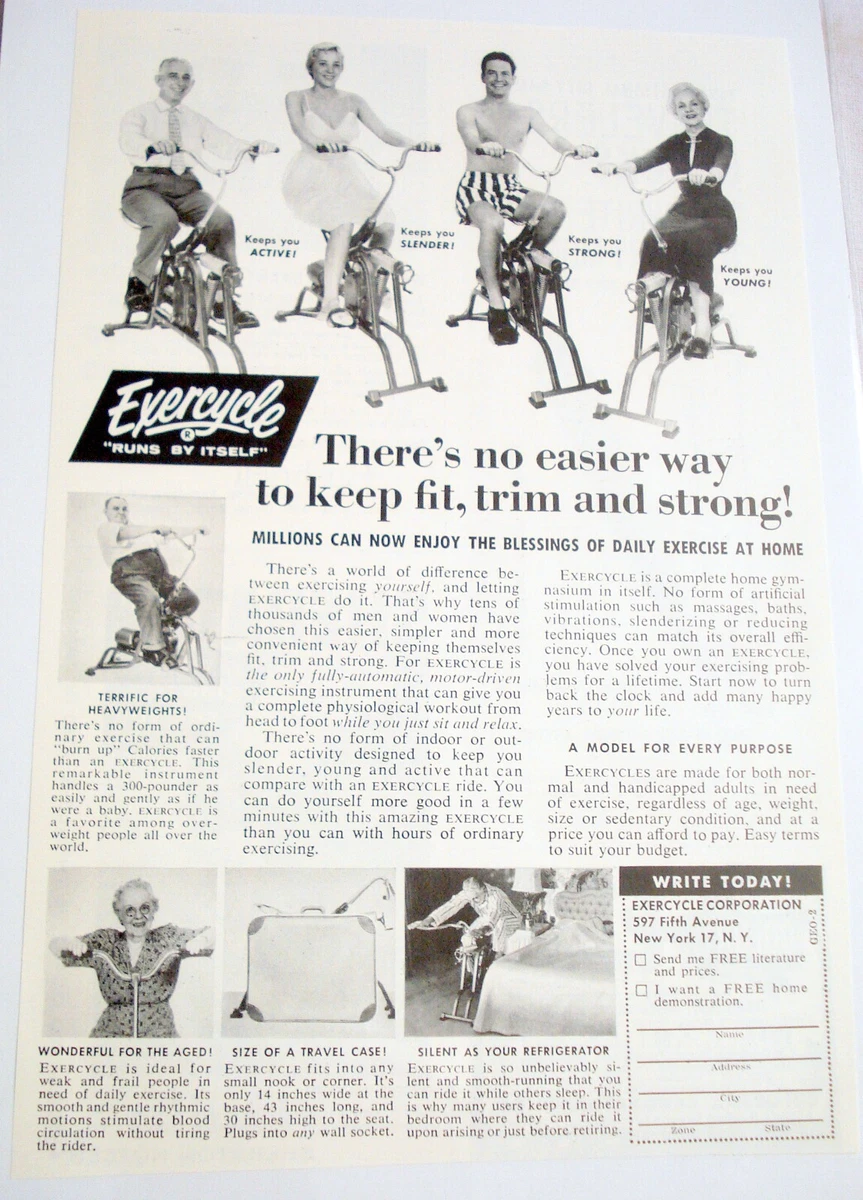 Keeps you
ACTIVE!
Keeps you
SLENDER!
Keeps you
STRONG!
Keeps you
YOUNG!
Exercycle
®
"RUNS BY ITSELF"
There's no easier way
to keep fit, trim and strong!
MILLIONS CAN NOW ENJOY THE BLESSINGS OF DAILY EXERCISE AT HOME
TERRIFIC FOR
HEAVYWEIGHTS!
There's no form of ordi-
nary exercise that can
"burn up" Calories faster
than an EXERCYCLE. This
remarkable instrument
handles a 300-pounder as
easily and gently as if he
were a baby. EXERCYCLE is
a favorite among over-
weight people all over the
world.
There's a world of difference be-
tween exercising yourself, and letting
EXERCYCLE do it. That's why tens of
thousands of men and women have
chosen this easier, simpler and more
convenient way of keeping themselves
fit, trim and strong. For EXERCYCLE is
the only fully-automatic, motor-driven
exercising instrument that can give you
a complete physiological workout from
head to foot while you just sit and relax.
There's no form of indoor or out-
door activity designed to keep you
slender, young and active that can
compare with an EXERCYCLE ride. You
can do yourself more good in a few
minutes with this amazing EXERCYCLE
than you can with hours of ordinary
exercising.
EXERCYCLE is a complete home gym-
nasium in itself. No form of artificial
stimulation such as massages, baths,
vibrations, slenderizing or reducing
techniques can match its overall effi-
ciency. Once you own an EXERCYCLE,
you have solved your exercising prob-
lems for a lifetime. Start now to turn
back the clock and add many happy
years to your life.
A MODEL FOR EVERY PURPOSE
EXERCYCLES are made for both nor-
mal and handicapped adults in need
of exercise, regardless of age, weight,
size or sedentary condition, and at a
price you can afford to pay. Easy terms
to suit your budget.
WONDERFUL FOR THE AGED!
EXERCYCLE is ideal for
weak and frail people in
need of daily exercise. Its
smooth and gentle rhythmic
motions stimulate blood
circulation without tiring
the rider.
SIZE OF A TRAVEL CASE!
EXERCYCLE fits into any
small nook or corner. It's
only 14 inches wide at the
base, 43 inches long, and
30 inches high to the seat.
Plugs into any wall socket.
SILENT AS YOUR REFRIGERATOR
EXERCYCLE is so unbelievably si-
lent and smooth-running that you
can ride it while others sleep. This
is why many users keep it in their
bedroom where they can ride it
upon arising or just before retiring.
WRITE TODAY!
EXERCYCLE CORPORATION
597 Fifth Avenue
New York 17, N. Y.
GEO-2
Send me FREE literature
and prices.
I want a FREE home
demonstration.
Name
Address
City
Zone State